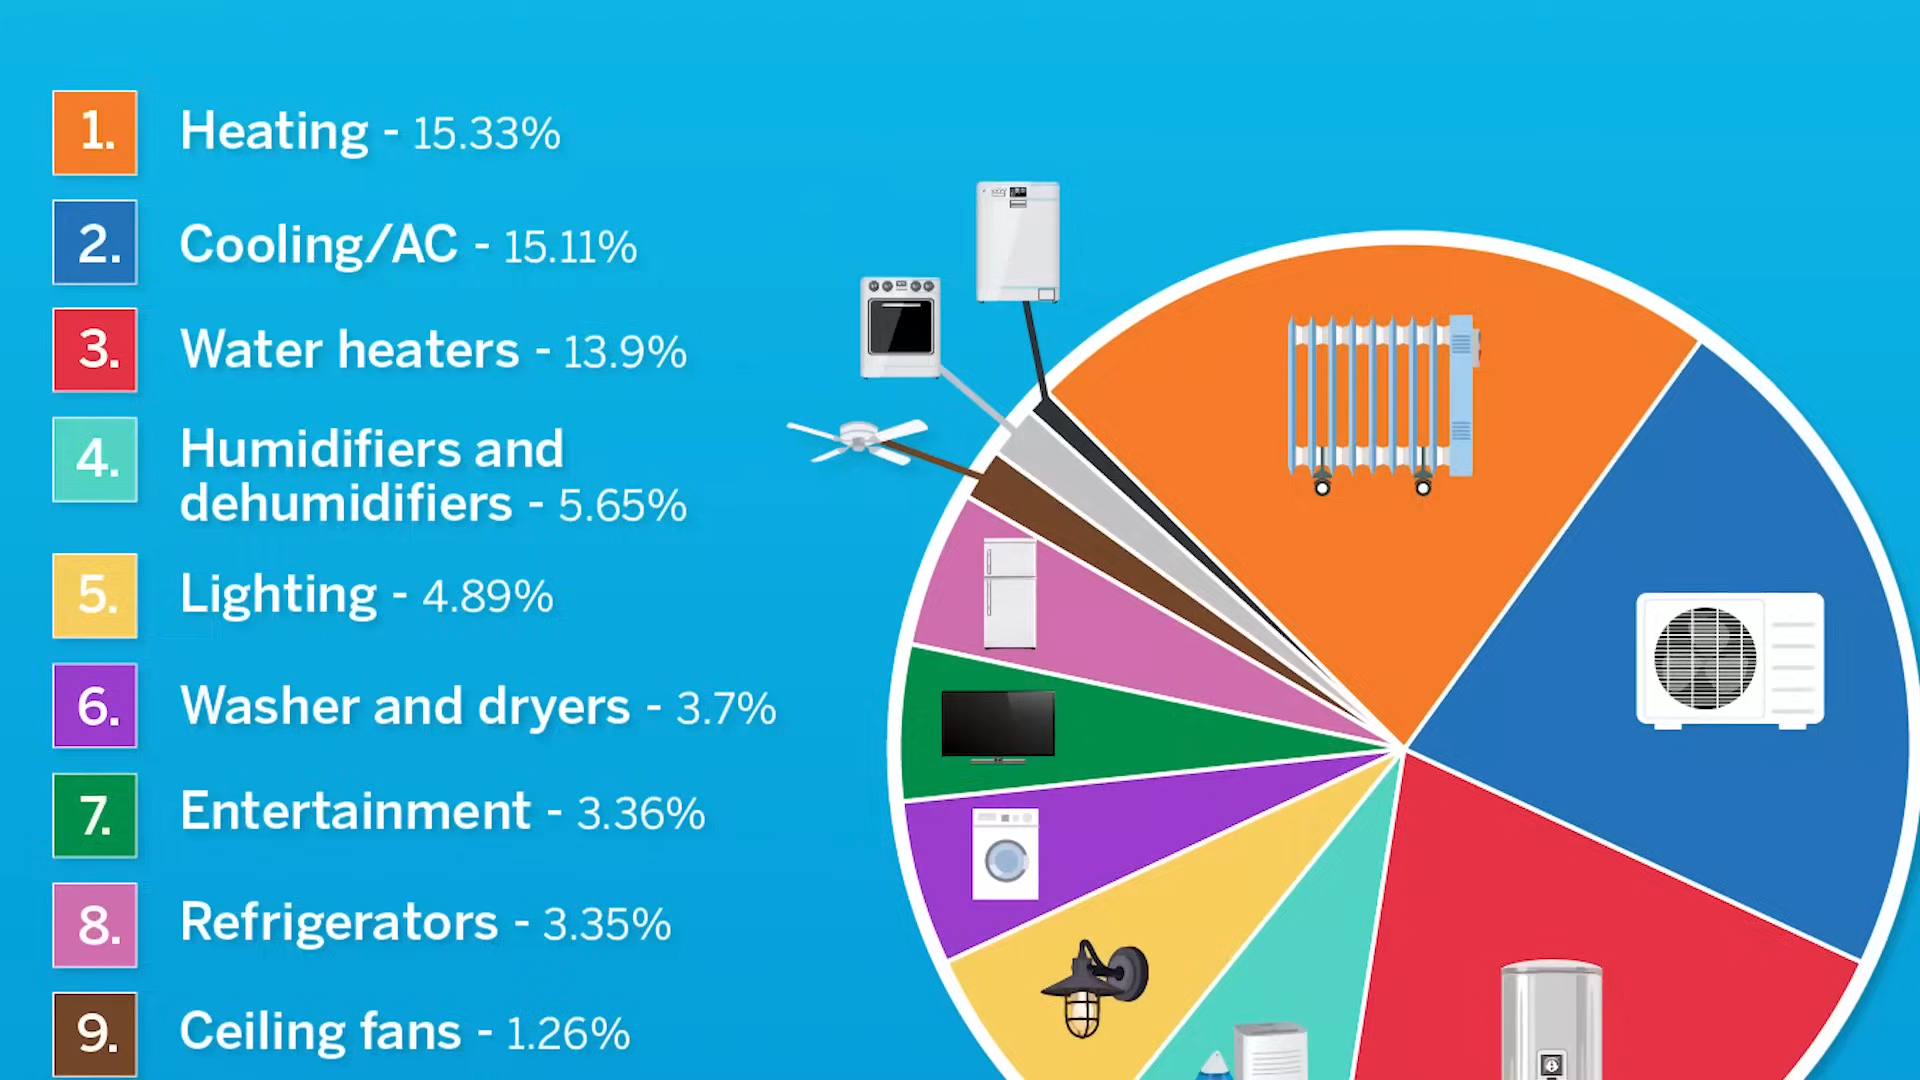 1. Heating - 15.33%
2. Cooling/AC - 15.11%
3. Water heaters - 13.9%
4. Humidifiers and
dehumidifiers - 5.65%
5. Lighting - 4.89%
6. Washer and dryers - 3.7%
7. Entertainment - 3.36%
8. Refrigerators - 3.35%
9. Ceiling fans - 1.26%